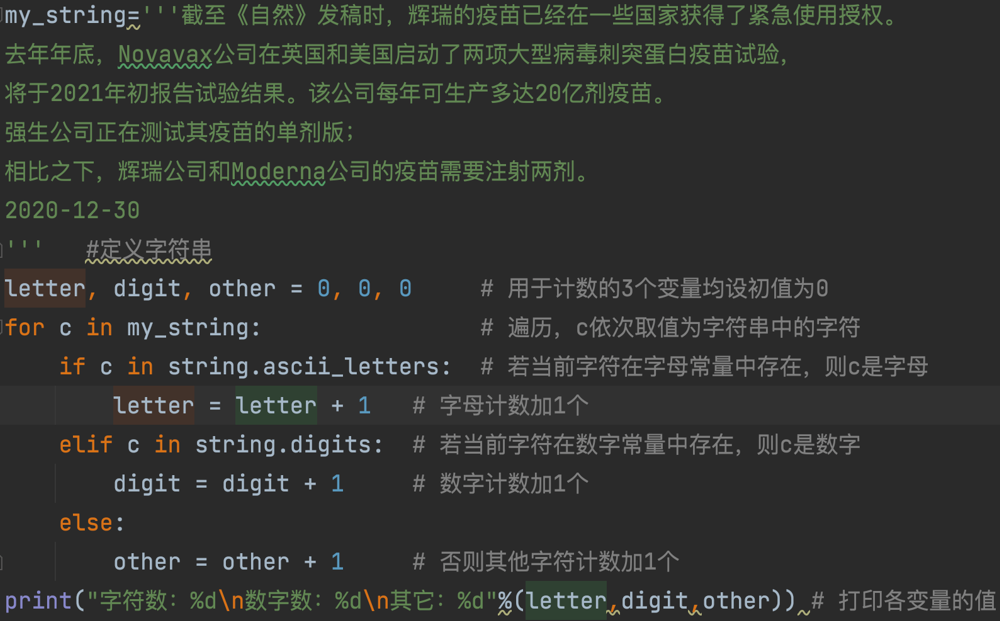 my_string='''截至《自然》发稿时，辉瑞的疫苗已经在一些国家获得了紧急使用授权。
去年年底，Novavax公司在英国和美国启动了两项大型病毒刺突蛋白疫苗试验，
将于2021年初报告试验结果。该公司每年可生产多达20亿剂疫苗。
强生公司正在测试其疫苗的单剂版；
相比之下，辉瑞公司和Moderna公司的疫苗需要注射两剂。
2020-12-30
'''   #定义字符串
letter, digit, other = 0, 0, 0     # 用于计数的3个变量均设初值为0
for c in my_string:                # 遍历，c依次取值为字符串中的字符
    if c in string.ascii_letters:  # 若当前字符在字母常量中存在，则c是字母
        letter = letter + 1   # 字母计数加1个
    elif c in string.digits:  # 若当前字符在数字常量中存在，则c是数字
        digit = digit + 1     # 数字计数加1个
    else:
        other = other + 1     # 否则其他字符计数加1个
print("字符数：%d\n数字数：%d\n其它：%d"%(letter,digit,other)) # 打印各变量的值